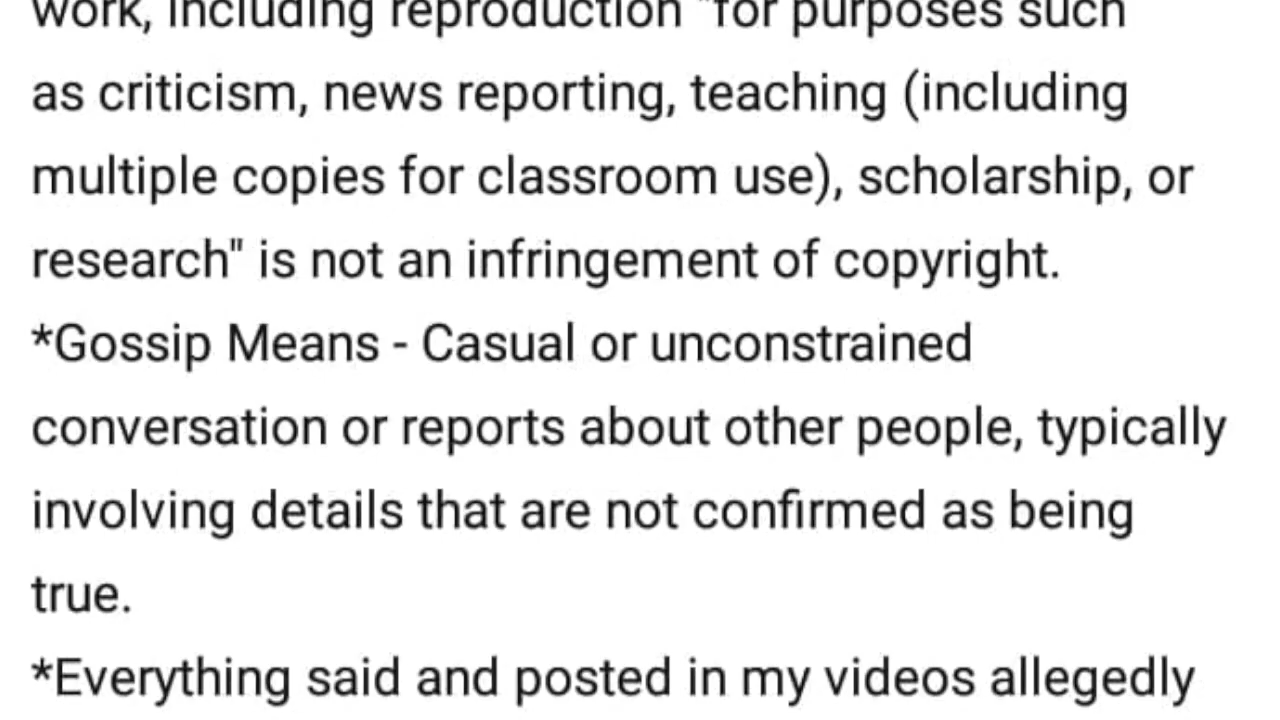 work, including reproduction "for purposes such
as criticism, news reporting, teaching (including
multiple copies for classroom use), scholarship, or
research" is not an infringement of copyright.
*Gossip Means - Casual or unconstrained
conversation or reports about other people, typically
involving details that are not confirmed as being
true.
*Everything said and posted in my videos allegedly